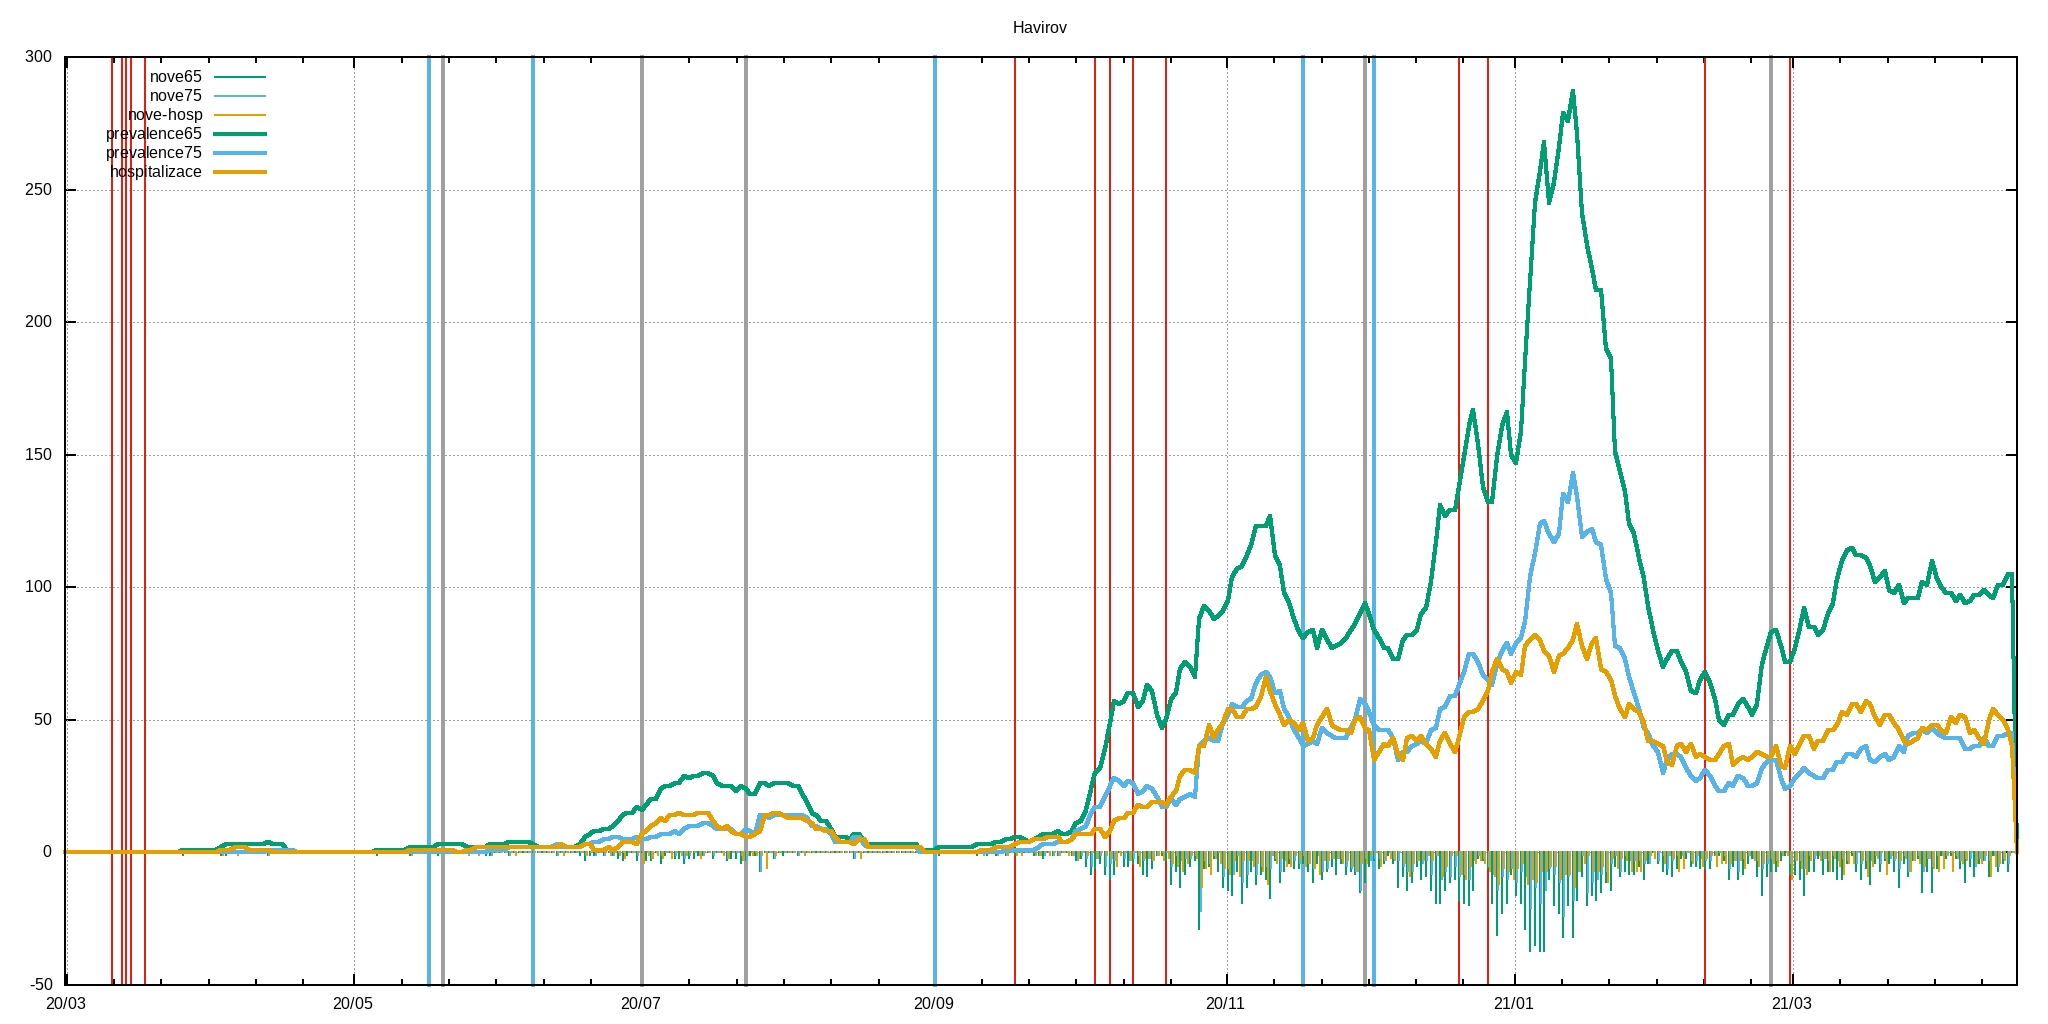 Havirov
300
250
200
150
100
50
0
-50
nove65
nove75
nove-hosp
prevalence65
prevalence75
hospitalizace
20/03 20/05 20/07 20/09 20/11 21/01 21/03